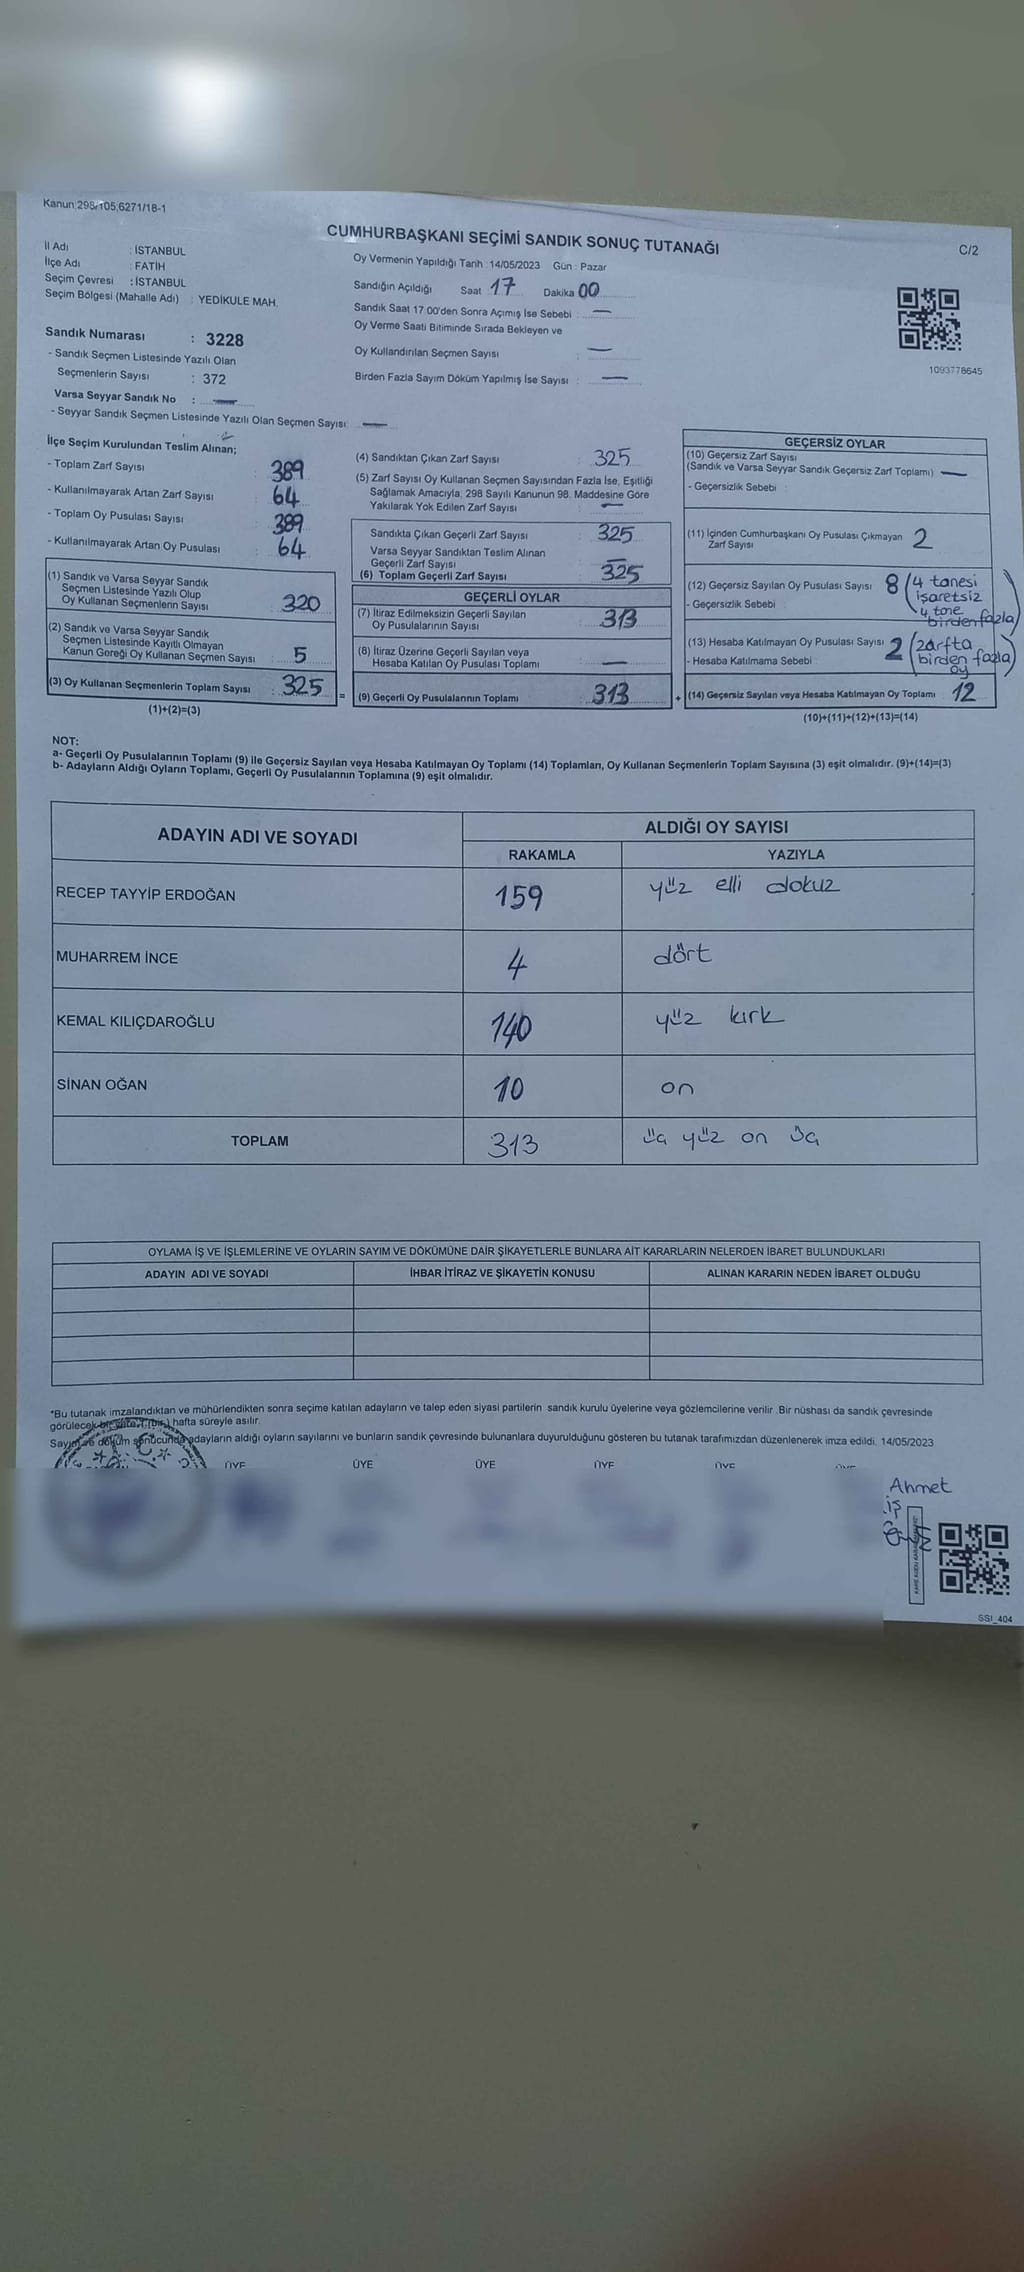 Kanun:298/105,6271/18-1
CUMHURBAŞKANI SEÇİMİ SANDIK SONUÇ TUTANAĞI
C/2
İl Adı : İSTANBUL
İlçe Adı : FATİH
Seçim Çevresi : İSTANBUL
Seçim Bölgesi (Mahalle Adı) : YEDİKULE MAH.
Oy Vermenin Yapıldığı Tarih : 14/05/2023 Gün : Pazar
Sandığın Açıldığı Saat 17 Dakika 00
Sandık Saat 17:00'den Sonra Açmış İse Sebebi : —
Oy Verme Saati Bitiminde Sırada Bekleyen ve
Oy Kullandırılan Seçmen Sayısı : —
Birden Fazla Sayım Döküm Yapılmış İse Sayısı : —
1093778645
Sandık Numarası : 3228
- Sandık Seçmen Listesinde Yazılı Olan
Seçmenlerin Sayısı : 372
Varsa Seyyar Sandık No : —
- Seyyar Sandık Seçmen Listesinde Yazılı Olan Seçmen Sayısı: —
İlçe Seçim Kurulundan Teslim Alınan;
- Toplam Zarf Sayısı : 389
- Kullanılmayarak Artan Zarf Sayısı : 64
- Toplam Oy Pusulası Sayısı : 389
- Kullanılmayarak Artan Oy Pusulası : 64
(1) Sandık ve Varsa Seyyar Sandık
Seçmen Listesinde Yazılı Olup
Oy Kullanan Seçmenlerin Sayısı : 320
(2) Sandık ve Varsa Seyyar Sandık
Seçmen Listesinde Kayıtlı Olmayan
Kanun Gereği Oy Kullanan Seçmen Sayısı : 5
(3) Oy Kullanan Seçmenlerin Toplam Sayısı : 325
(1)+(2)=(3)
=
(4) Sandıktan Çıkan Zarf Sayısı : 325
(5) Zarf Sayısı Oy Kullanan Seçmen Sayısından Fazla İse, Eşitliği
Sağlamak Amacıyla, 298 Sayılı Kanunun 98. Maddesine Göre
Yakılarak Yok Edilen Zarf Sayısı : —
Sandıkta Çıkan Geçerli Zarf Sayısı : 325
Varsa Seyyar Sandıktan Teslim Alınan
Geçerli Zarf Sayısı : —
(6) Toplam Geçerli Zarf Sayısı : 325
GEÇERLİ OYLAR
(7) İtiraz Edilmeksizin Geçerli Sayılan
Oy Pusulalarının Sayısı : 313
(8) İtiraz Üzerine Geçerli Sayılan veya
Hesaba Katılan Oy Pusulası Toplamı : —
(9) Geçerli Oy Pusulalarının Toplamı : 313
+
GEÇERSİZ OYLAR
(10) Geçersiz Zarf Sayısı
(Sandık ve Varsa Seyyar Sandık Geçersiz Zarf Toplamı) : —
- Geçersizlik Sebebi :
(11) İçinden Cumhurbaşkanı Oy Pusulası Çıkmayan
Zarf Sayısı 2
(12) Geçersiz Sayılan Oy Pusulası Sayısı 8 (4 tanesi
işaretsiz
- Geçersizlik Sebebi : 4 tane
birden fazla)
(13) Hesaba Katılmayan Oy Pusulası Sayısı 2 (zarfta
- Hesaba Katılmama Sebebi : birden fazla
oy)
(14) Geçersiz Sayılan veya Hesaba Katılmayan Oy Toplamı 12
(10)+(11)+(12)+(13)=(14)
NOT:
a- Geçerli Oy Pusulalarının Toplamı (9) ile Geçersiz Sayılan veya Hesaba Katılmayan Oy Toplamı (14) Toplamları, Oy Kullanan Seçmenlerin Toplam Sayısına (3) eşit olmalıdır. (9)+(14)=(3)
b- Adayların Aldığı Oyların Toplamı, Geçerli Oy Pusulalarının Toplamına (9) eşit olmalıdır.
ADAYIN ADI VE SOYADI
ALDIĞI OY SAYISI
RAKAMLA YAZIYLA
RECEP TAYYİP ERDOĞAN 159 yüz elli dokuz
MUHARREM İNCE 4 dört
KEMAL KILIÇDAROĞLU 140 yüz kırk
SİNAN OĞAN 10 on
TOPLAM 313 üç yüz on üç
OYLAMA İŞ VE İŞLEMLERİNE VE OYLARIN SAYIM VE DÖKÜMÜNE DAİR ŞİKAYETLERLE BUNLARA AİT KARARLARIN NELERDEN İBARET BULUNDUKLARI
ADAYIN ADI VE SOYADI İHBAR İTİRAZ VE ŞİKAYETİN KONUSU ALINAN KARARIN NEDEN İBARET OLDUĞU
*Bu tutanak imzalandıktan ve mühürlendikten sonra seçime katılan adayların ve talep eden siyasi partilerin sandık kurulu üyelerine veya gözlemcilerine verilir. Bir nüshası da sandık çevresinde
görülecek bir yere 1 (bir) hafta süreyle asılır.
Sayım ve döküm sonucunda adayların aldığı oyların sayılarını ve bunların sandık çevresinde bulunanlara duyurulduğunu gösteren bu tutanak tarafımızdan düzenlenerek imza edildi. 14/05/2023
ÜYE ÜYE ÜYE ÜYE ÜYE ÜYE
Ahmet
SSI_404